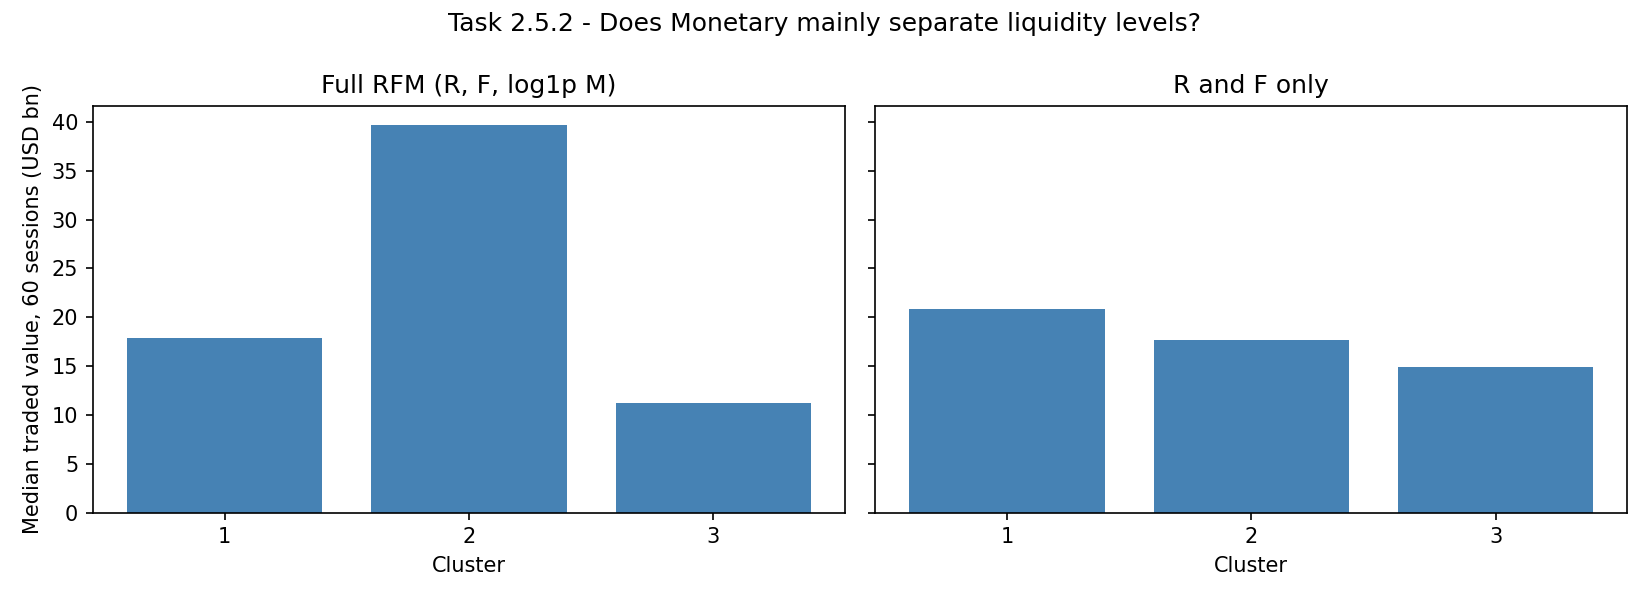 Task 2.5.2 - Does Monetary mainly separate liquidity levels?
Full RFM (R, F, log1p M)
Median traded value, 60 sessions (USD bn)
40
35
30
25
20
15
10
5
0
1 2 3
Cluster
R and F only
1 2 3
Cluster